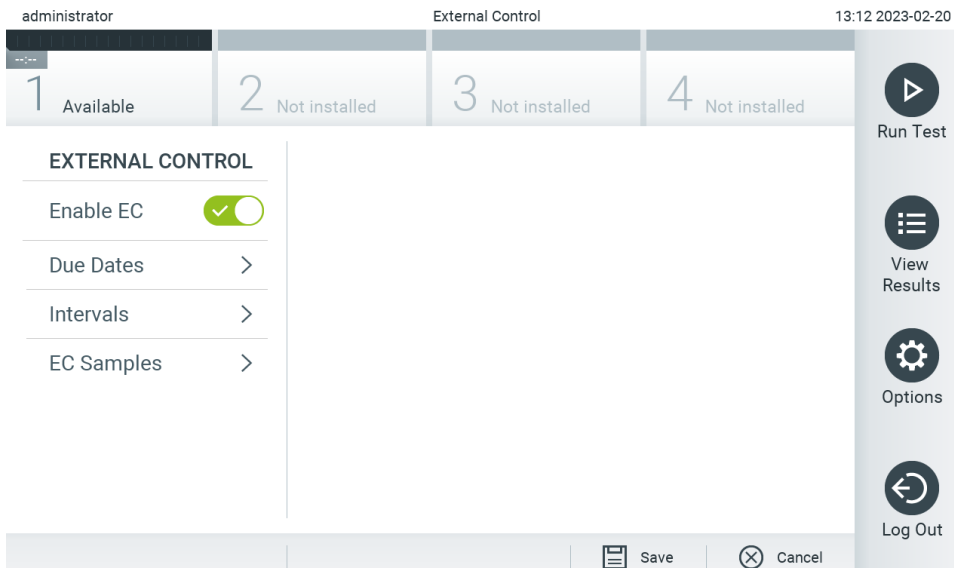 administrator External Control 13:12 2023-02-20
--:--
1 Available 2 Not installed 3 Not installed 4 Not installed
Run Test
EXTERNAL CONTROL
Enable EC
Due Dates
Intervals
EC Samples
View
Results
Options
Log Out
Save Cancel